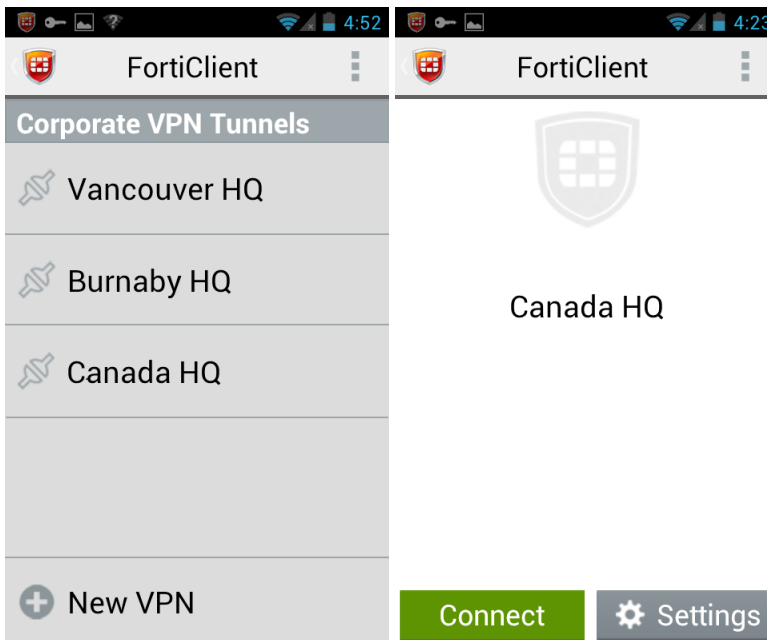 4:52
FortiClient
Corporate VPN Tunnels
Vancouver HQ
Burnaby HQ
Canada HQ
New VPN
4:23
FortiClient
Canada HQ
Connect
Settings